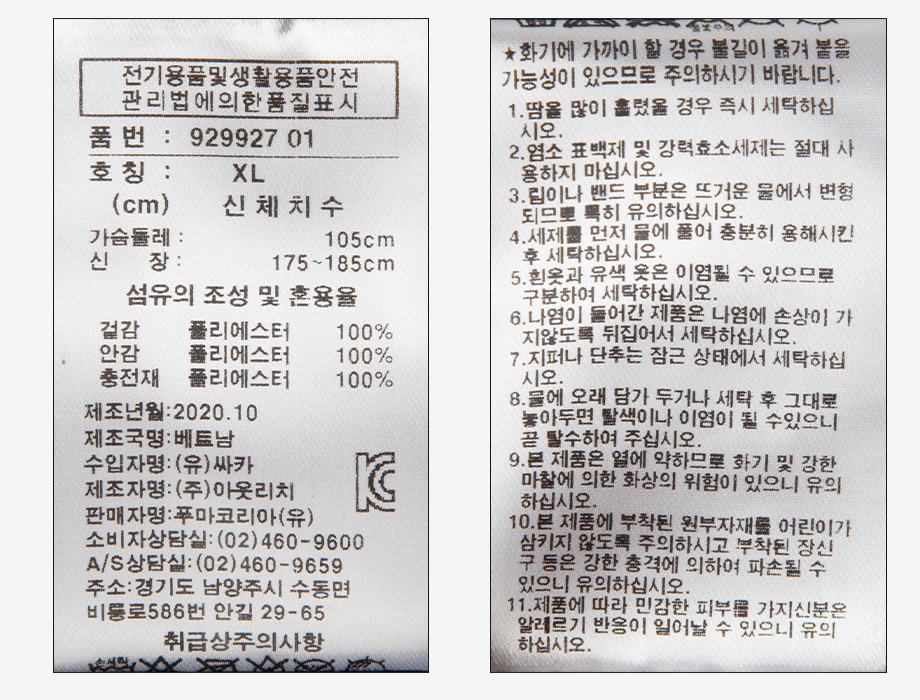 전기용품및생활용품안전
관리법에의한품질표시
품 번 : 929927 01
호 칭 : XL
(cm) 신 체 치 수
가슴둘레 : 105cm
신 장 : 175~185cm
섬유의 조성 및 혼용율
겉감 폴리에스터 100%
안감 폴리에스터 100%
충전재 폴리에스터 100%
제조년월:2020.10
제조국명:베트남
수입자명:(유)싸카
제조자명:(주)아웃리치
판매자명:푸마코리아(유)
소비자상담실:(02)460-9600
A/S상담실:(02)460-9659
주소:경기도 남양주시 수동면
비룡로586번 안길 29-65
취급상주의사항
★화기에 가까이 할 경우 불길이 옮겨 붙을
가능성이 있으므로 주의하시기 바랍니다.
1.땀을 많이 흘렸을 경우 즉시 세탁하십
시오.
2.염소 표백제 및 강력효소세제는 절대 사
용하지 마십시오.
3.립이나 밴드 부분은 뜨거운 물에서 변형
되므로 특히 유의하십시오.
4.세제를 먼저 물에 풀어 충분히 용해시킨
후 세탁하십시오.
5.흰옷과 유색 옷은 이염될 수 있으므로
구분하여 세탁하십시오.
6.나염이 들어간 제품은 나염에 손상이 가
지않도록 뒤집어서 세탁하십시오.
7.지퍼나 단추는 잠근 상태에서 세탁하십
시오.
8.물에 오래 담가 두거나 세탁 후 그대로
놓아두면 탈색이나 이염이 될 수있으니
곧 탈수하여 주십시오.
9.본 제품은 열에 약하므로 화기 및 강한
마찰에 의한 화상의 위험이 있으니 유의
하십시오.
10.본 제품에 부착된 원부자재를 어린이가
삼키지 않도록 주의하시고 부착된 장신
구 등은 강한 충격에 의하여 파손될 수
있으니 유의하십시오.
11.제품에 따라 민감한 피부를 가지신분은
알레르기 반응이 일어날 수 있으니 유의
하십시오.